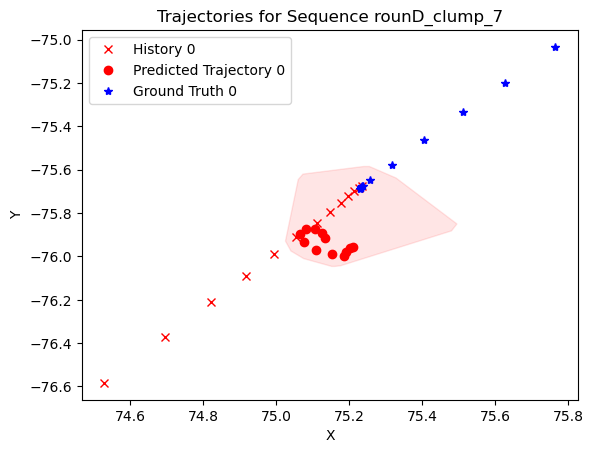 Trajectories for Sequence rounD_clump_7
History 0
Predicted Trajectory 0
Ground Truth 0
Y
−75.0
−75.2
−75.4
−75.6
−75.8
−76.0
−76.2
−76.4
−76.6
74.6 74.8 75.0 75.2 75.4 75.6 75.8
X